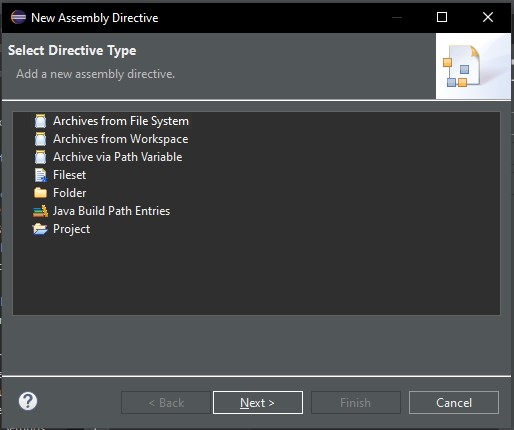 New Assembly Directive
Select Directive Type
Add a new assembly directive.
Archives from File System
Archives from Workspace
Archive via Path Variable
Fileset
Folder
Java Build Path Entries
Project
?
< Back
Next >
Finish
Cancel